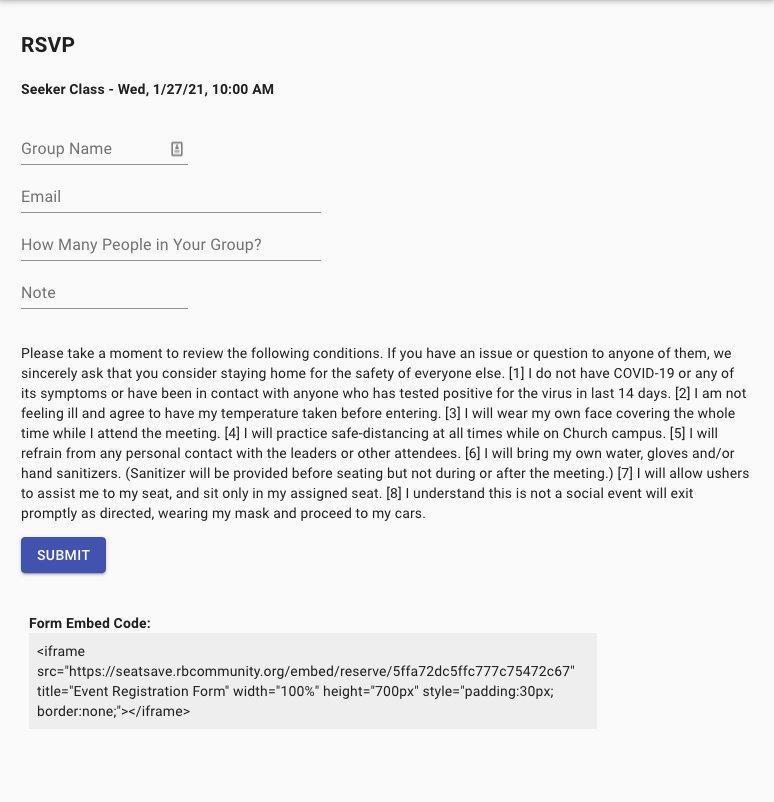 RSVP
Seeker Class - Wed, 1/27/21, 10:00 AM
Group Name
Email
How Many People in Your Group?
Note
Please take a moment to review the following conditions. If you have an issue or question to anyone of them, we
sincerely ask that you consider staying home for the safety of everyone else. [1] I do not have COVID-19 or any of
its symptoms or have been in contact with anyone who has tested positive for the virus in last 14 days. [2] I am not
feeling ill and agree to have my temperature taken before entering. [3] I will wear my own face covering the whole
time while I attend the meeting. [4] I will practice safe-distancing at all times while on Church campus. [5] I will
refrain from any personal contact with the leaders or other attendees. [6] I will bring my own water, gloves and/or
hand sanitizers. (Sanitizer will be provided before seating but not during or after the meeting.) [7] I will allow ushers
to assist me to my seat, and sit only in my assigned seat. [8] I understand this is not a social event will exit
promptly as directed, wearing my mask and proceed to my cars.
SUBMIT
Form Embed Code:
<iframe
src="https://seatsave.rbcommunity.org/embed/reserve/5ffa72dc5ffc777c75472c67"
title="Event Registration Form" width="100%" height="700px" style="padding:30px;
border:none;"></iframe>